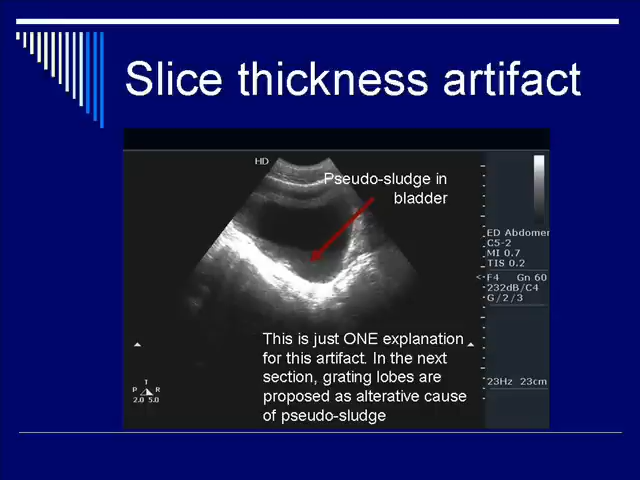 Slice thickness artifact
HD
Pseudo-sludge in
bladder
ED Abdomen
C5-2
MI 0.7
TIS 0.2
F4 Gn 60
232dB/C4
G/2/3
This is just ONE explanation
for this artifact. In the next
section, grating lobes are
proposed as alterative cause
of pseudo-sludge
23Hz 23cm
T
P R
2.0 5.0